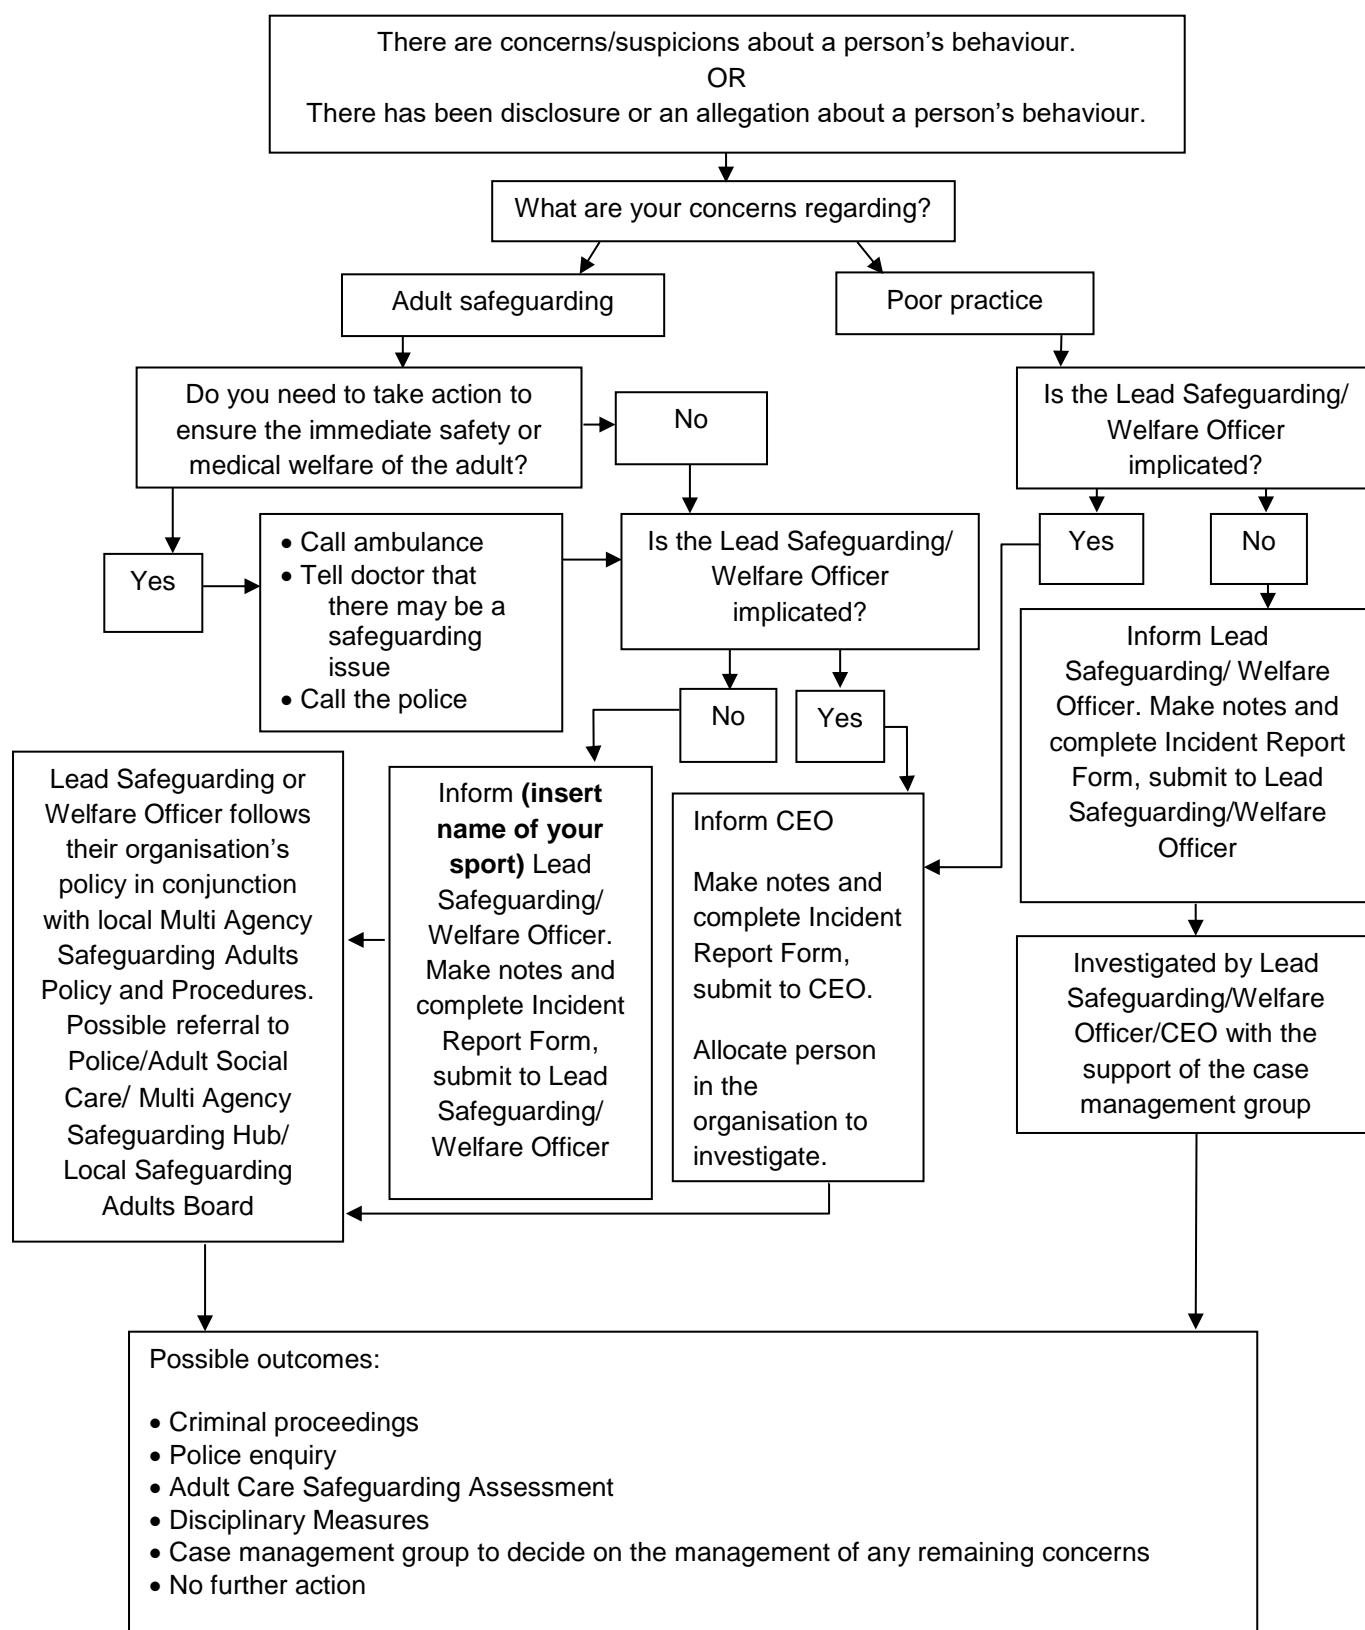 There are concerns/suspicions about a person’s behaviour.
OR
There has been disclosure or an allegation about a person’s behaviour.
What are your concerns regarding?
Adult safeguarding
Poor practice
Do you need to take action to
ensure the immediate safety or
medical welfare of the adult?
No
Is the Lead Safeguarding/
Welfare Officer
implicated?
Yes
• Call ambulance
• Tell doctor that
there may be a
safeguarding
issue
• Call the police
Is the Lead Safeguarding/
Welfare Officer
implicated?
Yes
No
No
Yes
Inform Lead
Safeguarding/ Welfare
Officer. Make notes and
complete Incident Report
Form, submit to Lead
Safeguarding/Welfare
Officer
Lead Safeguarding or
Welfare Officer follows
their organisation’s
policy in conjunction
with local Multi Agency
Safeguarding Adults
Policy and Procedures.
Possible referral to
Police/Adult Social
Care/ Multi Agency
Safeguarding Hub/
Local Safeguarding
Adults Board
Inform (insert
name of your
sport) Lead
Safeguarding/
Welfare Officer.
Make notes and
complete Incident
Report Form,
submit to Lead
Safeguarding/
Welfare Officer
Inform CEO
Make notes and
complete Incident
Report Form,
submit to CEO.
Allocate person
in the
organisation to
investigate.
Investigated by Lead
Safeguarding/Welfare
Officer/CEO with the
support of the case
management group
Possible outcomes:
• Criminal proceedings
• Police enquiry
• Adult Care Safeguarding Assessment
• Disciplinary Measures
• Case management group to decide on the management of any remaining concerns
• No further action